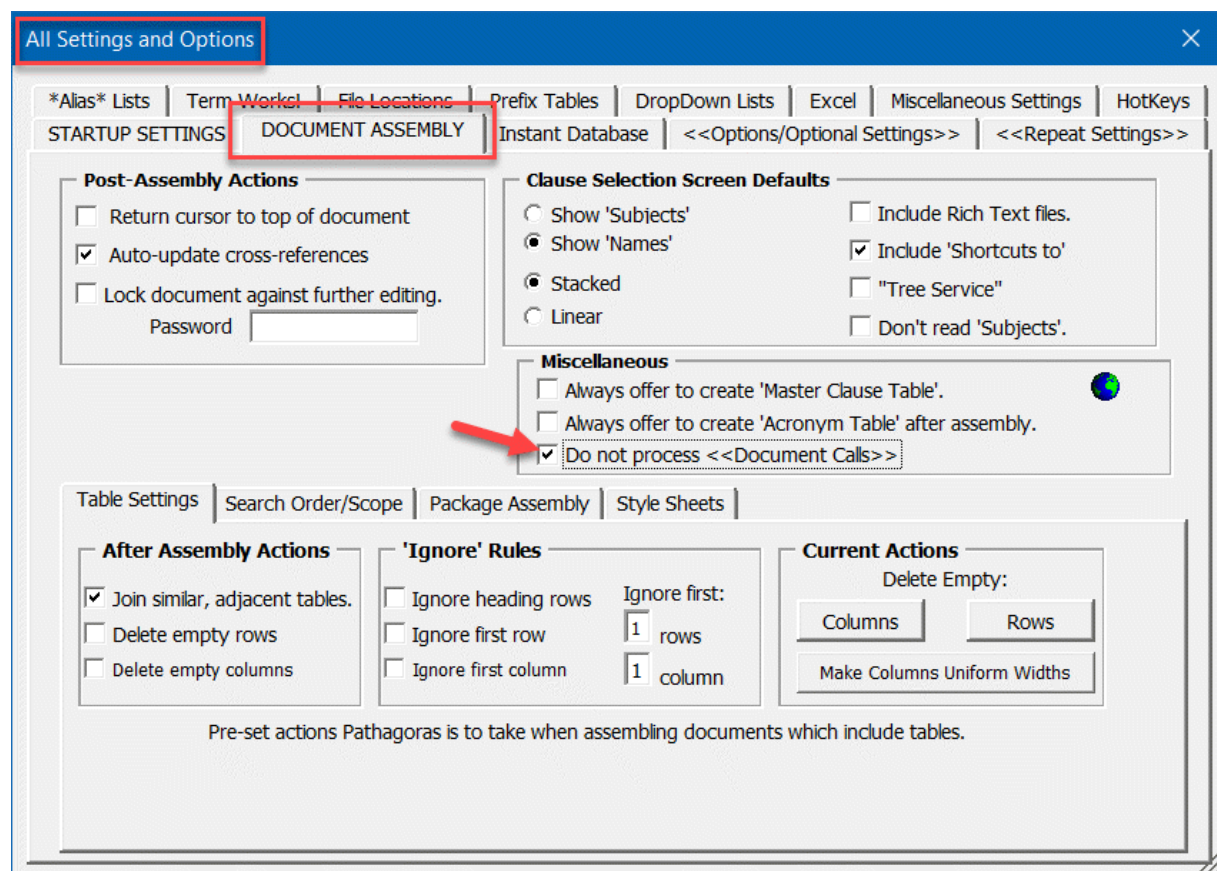 All Settings and Options
*Alias* Lists Term Works! File Locations Prefix Tables DropDown Lists Excel Miscellaneous Settings HotKeys
STARTUP SETTINGS DOCUMENT ASSEMBLY Instant Database <<Options/Optional Settings>> <<Repeat Settings>>
Post-Assembly Actions
Return cursor to top of document
Auto-update cross-references
Lock document against further editing.
Password
Clause Selection Screen Defaults
Show 'Subjects'
Show 'Names'
Stacked
Linear
Include Rich Text files.
Include 'Shortcuts to'
"Tree Service"
Don't read 'Subjects'.
Miscellaneous
Always offer to create 'Master Clause Table'.
Always offer to create 'Acronym Table' after assembly.
Do not process <<Document Calls>>
Table Settings Search Order/Scope Package Assembly Style Sheets
After Assembly Actions
Join similar, adjacent tables.
Delete empty rows
Delete empty columns
'Ignore' Rules
Ignore heading rows
Ignore first row
Ignore first column
Ignore first:
1 rows
1 column
Current Actions
Delete Empty:
Columns Rows
Make Columns Uniform Widths
Pre-set actions Pathagoras is to take when assembling documents which include tables.